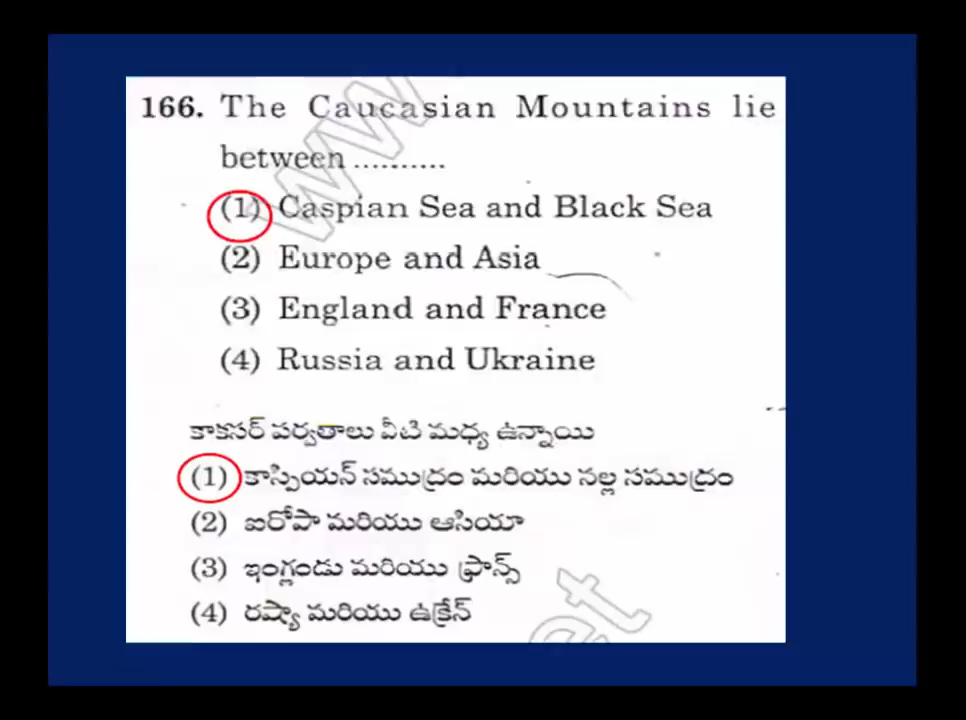 166. The Caucasian Mountains lie
between ..........
(1) Caspian Sea and Black Sea
(2) Europe and Asia
(3) England and France
(4) Russia and Ukraine
కాకసర్ పర్వతాలు వీటి మధ్య ఉన్నాయి
(1) కాస్పియన్ సముద్రం మరియు నల్ల సముద్రం
(2) ఐరోపా మరియు ఆసియా
(3) ఇంగ్లండు మరియు ఫ్రాన్స్
(4) రష్యా మరియు ఉక్రేన్
www
et